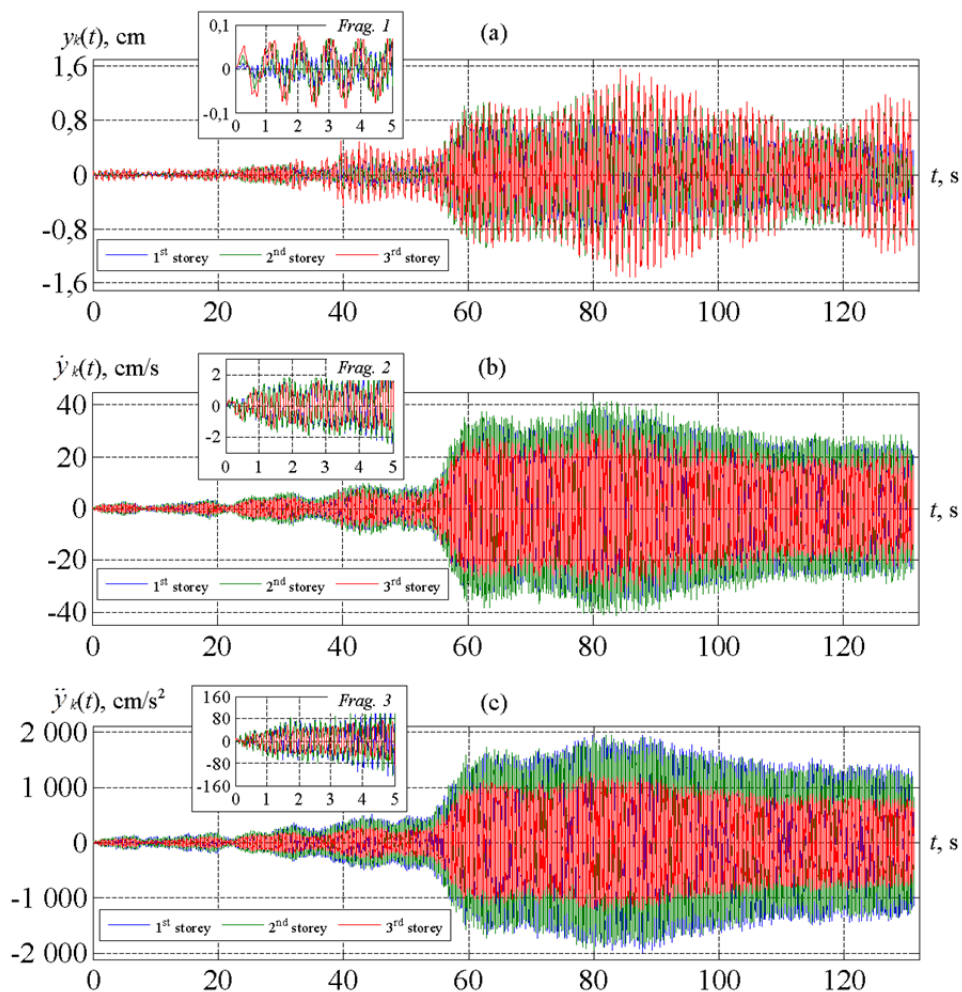 yk(t), cm
(a)
Frag. 1
0,1
0
-0,1
0 1 2 3 4 5
1,6
0,8
0
-0,8
-1,6
t, s
1st storey 2nd storey 3rd storey
0 20 40 60 80 100 120
ẏk(t), cm/s
(b)
Frag. 2
2
0
-2
0 1 2 3 4 5
40
20
0
-20
-40
t, s
1st storey 2nd storey 3rd storey
0 20 40 60 80 100 120
ÿk(t), cm/s²
(c)
Frag. 3
160
80
0
-80
-160
0 1 2 3 4 5
2 000
1 000
0
-1 000
-2 000
t, s
1st storey 2nd storey 3rd storey
0 20 40 60 80 100 120